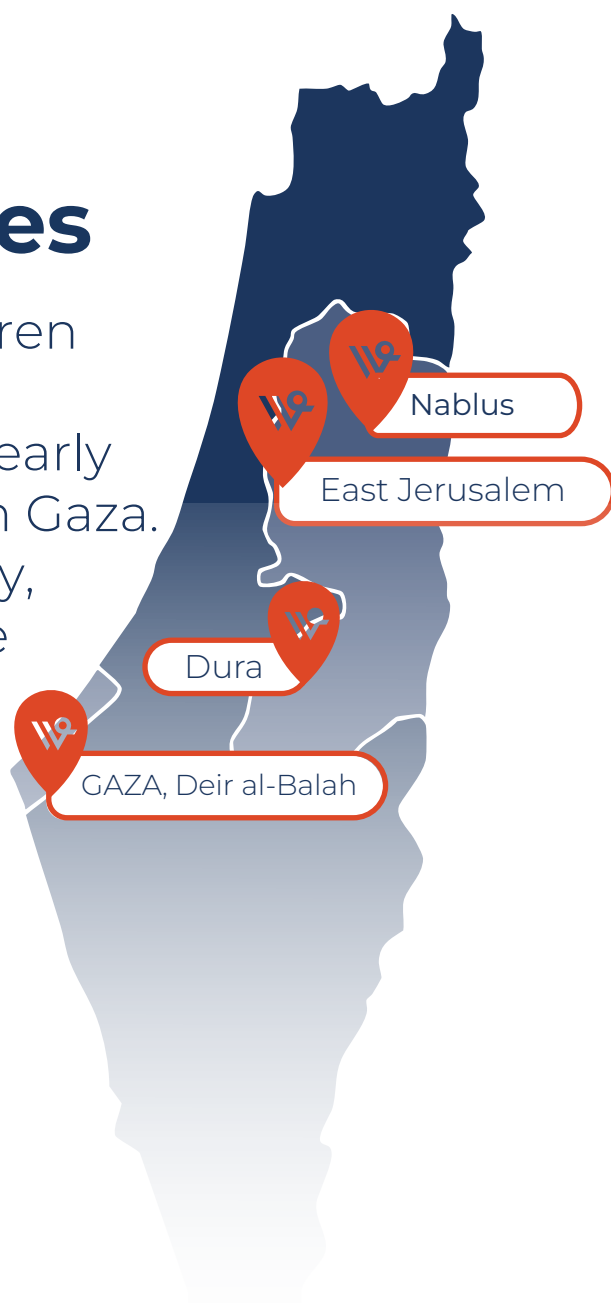 es
ren
early
n Gaza.
y,
e
Nablus
East Jerusalem
Dura
GAZA, Deir al-Balah